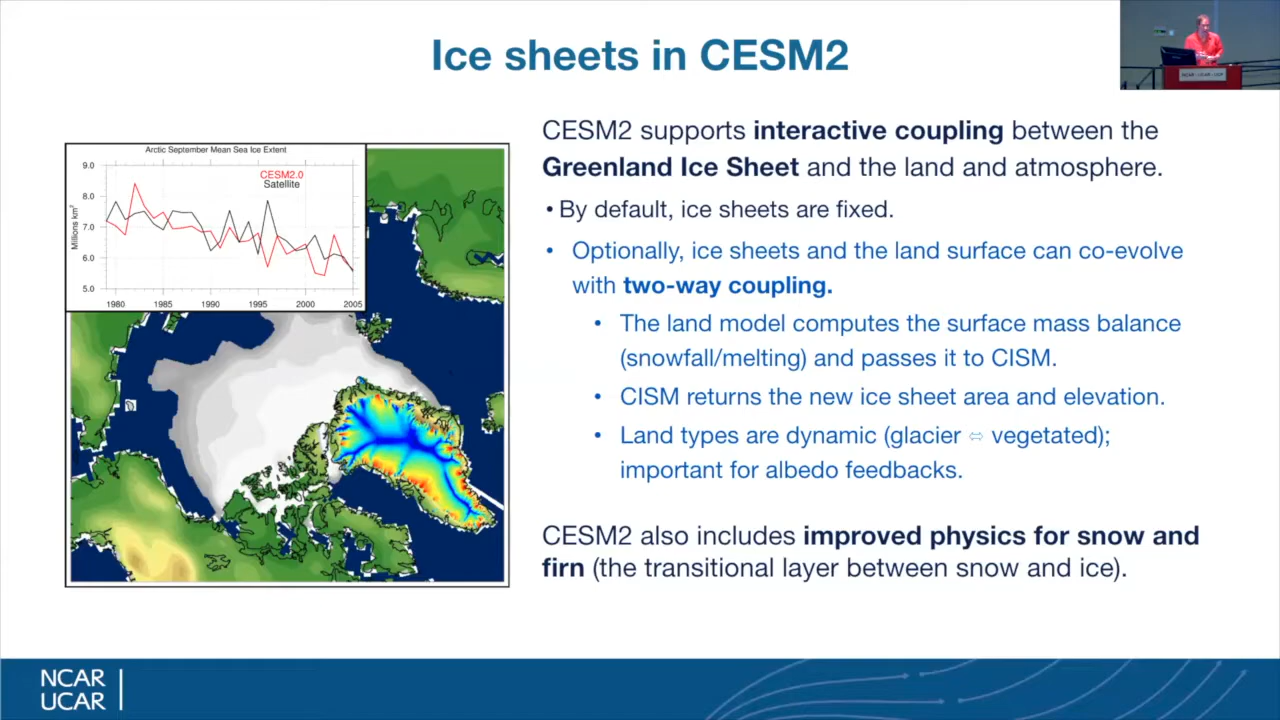 Ice sheets in CESM2
NCAR UCAR UCP
Arctic September Mean Sea Ice Extent
CESM2.0
Satellite
Millions km²
9.0
8.0
7.0
6.0
5.0
1980
1985
1990
1995
2000
2005
CESM2 supports interactive coupling between the
Greenland Ice Sheet and the land and atmosphere.
• By default, ice sheets are fixed.
• Optionally, ice sheets and the land surface can co-evolve
with two-way coupling.
• The land model computes the surface mass balance
(snowfall/melting) and passes it to CISM.
• CISM returns the new ice sheet area and elevation.
• Land types are dynamic (glacier ⇔ vegetated);
important for albedo feedbacks.
CESM2 also includes improved physics for snow and
firn (the transitional layer between snow and ice).
NCAR
UCAR